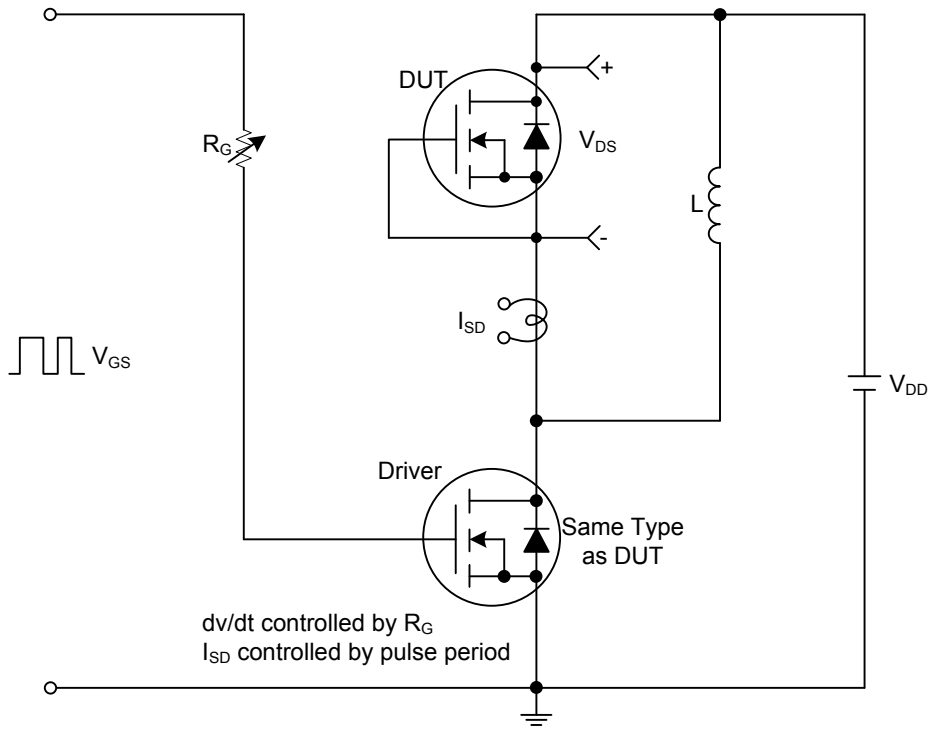 DUT
+
R_G
V_DS
L
-
I_SD
V_GS
V_DD
Driver
Same Type
as DUT
dv/dt controlled by R_G
I_SD controlled by pulse period